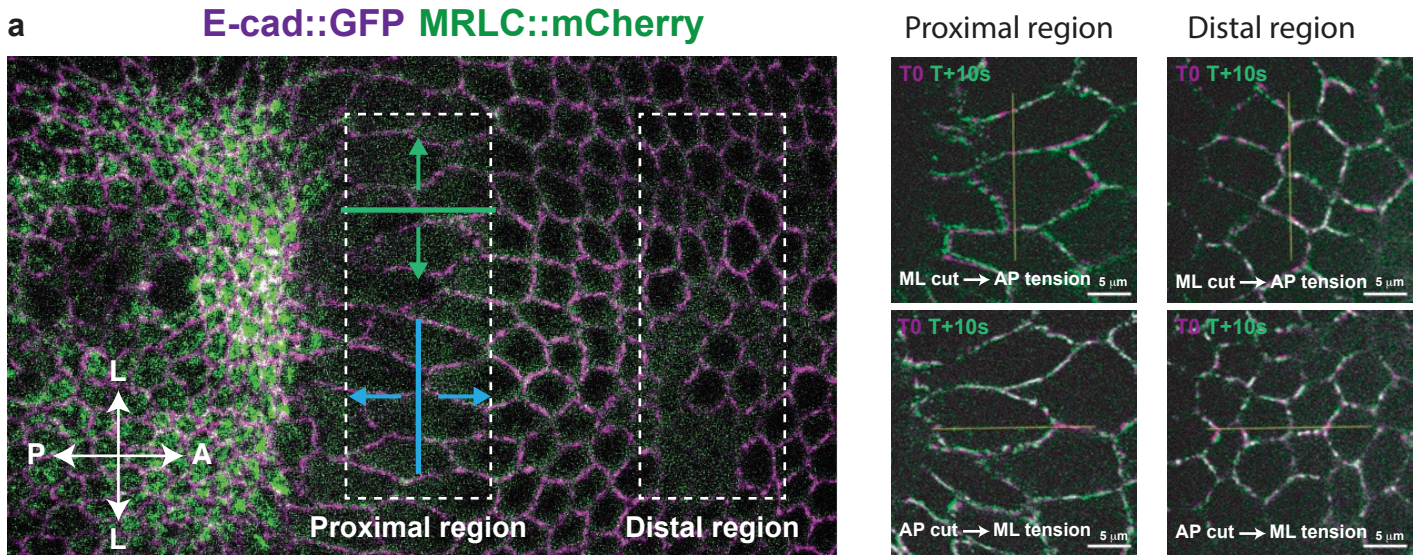 a
E-cad::GFP MRLC::mCherry
Proximal region
Distal region
L
P A
L
Proximal region
Distal region
T0 T+10s
ML cut → AP tension
5 μm
T0 T+10s
ML cut → AP tension
5 μm
T0 T+10s
AP cut → ML tension
5 μm
T0 T+10s
AP cut → ML tension
5 μm